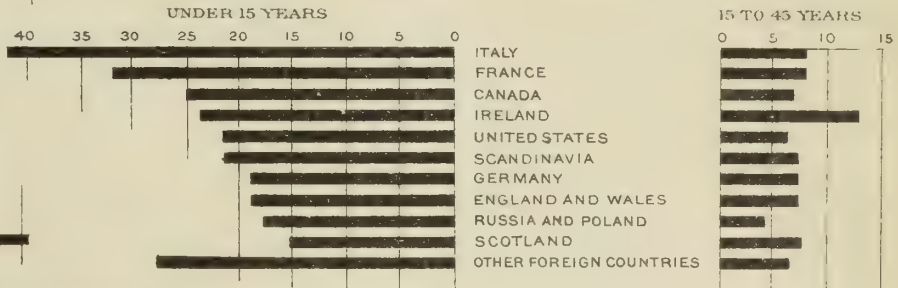 UNDER 15 YEARS
15 TO 45 YEARS
40 35 30 25 20 15 10 5 0
0 5 10 15
ITALY
FRANCE
CANADA
IRELAND
UNITED STATES
SCANDINAVIA
GERMANY
ENGLAND AND WALES
RUSSIA AND POLAND
SCOTLAND
OTHER FOREIGN COUNTRIES